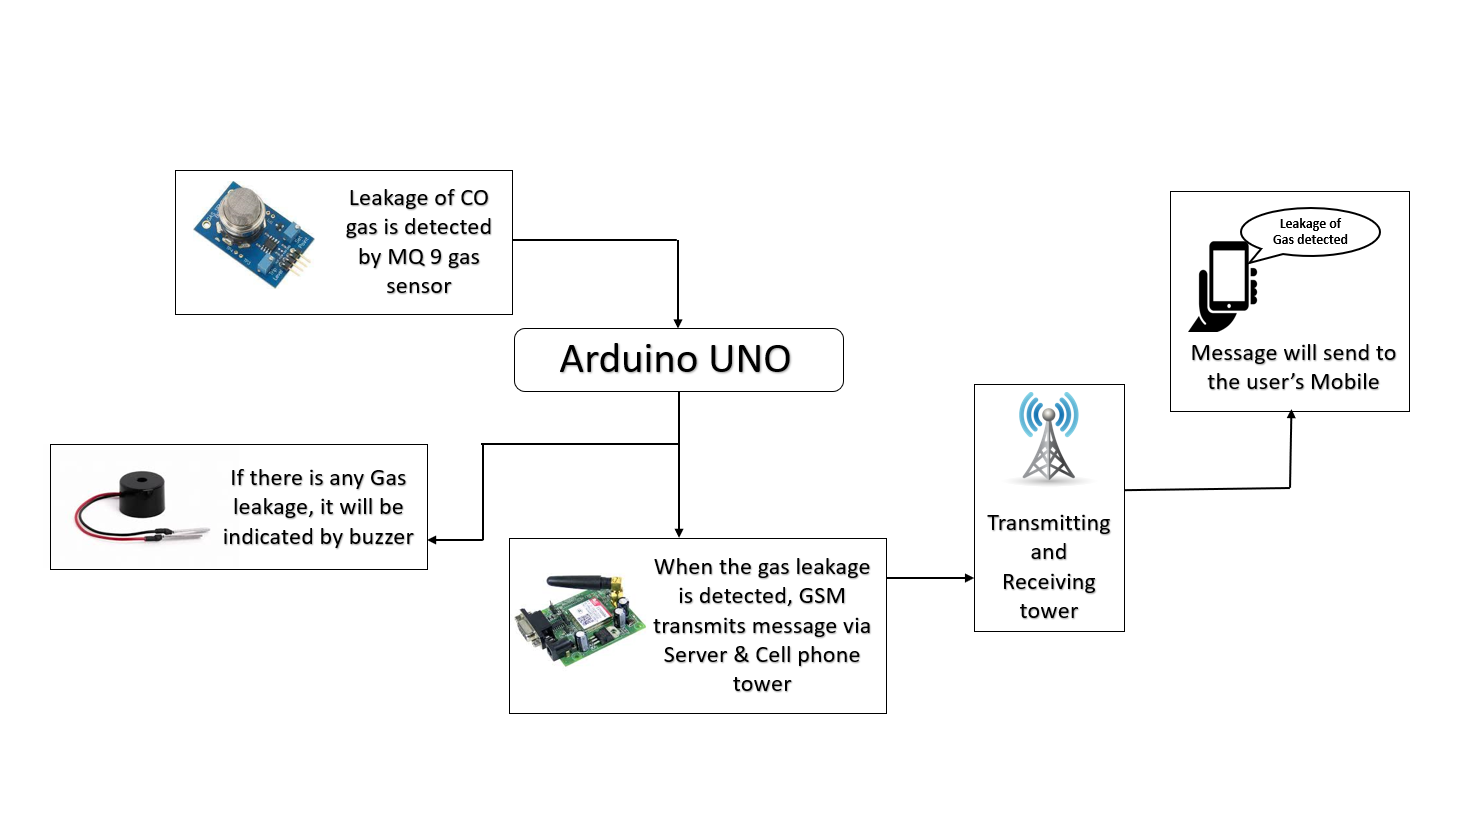 Leakage of CO
gas is detected
by MQ 9 gas
sensor
Arduino UNO
If there is any Gas
leakage, it will be
indicated by buzzer
When the gas leakage
is detected, GSM
transmits message via
Server & Cell phone
tower
Transmitting
and
Receiving
tower
Leakage of
Gas detected
Message will send to
the user’s Mobile